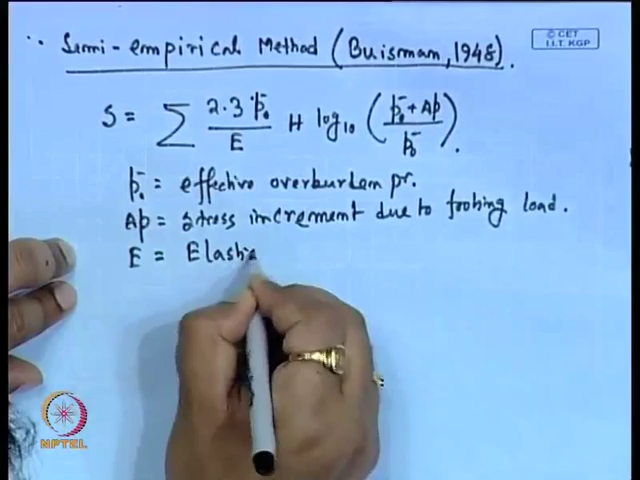 Semi-empirical Method (Buisman, 1948).
© CET
I.I.T. KGP
S = ∑ 2.3 p̄₀ / E H log₁₀ ( (p̄₀ + Δp) / p̄₀ ).
p̄₀ = effective overburden pr.
Δp = stress increment due to footing load.
E = Elastic
NPTEL